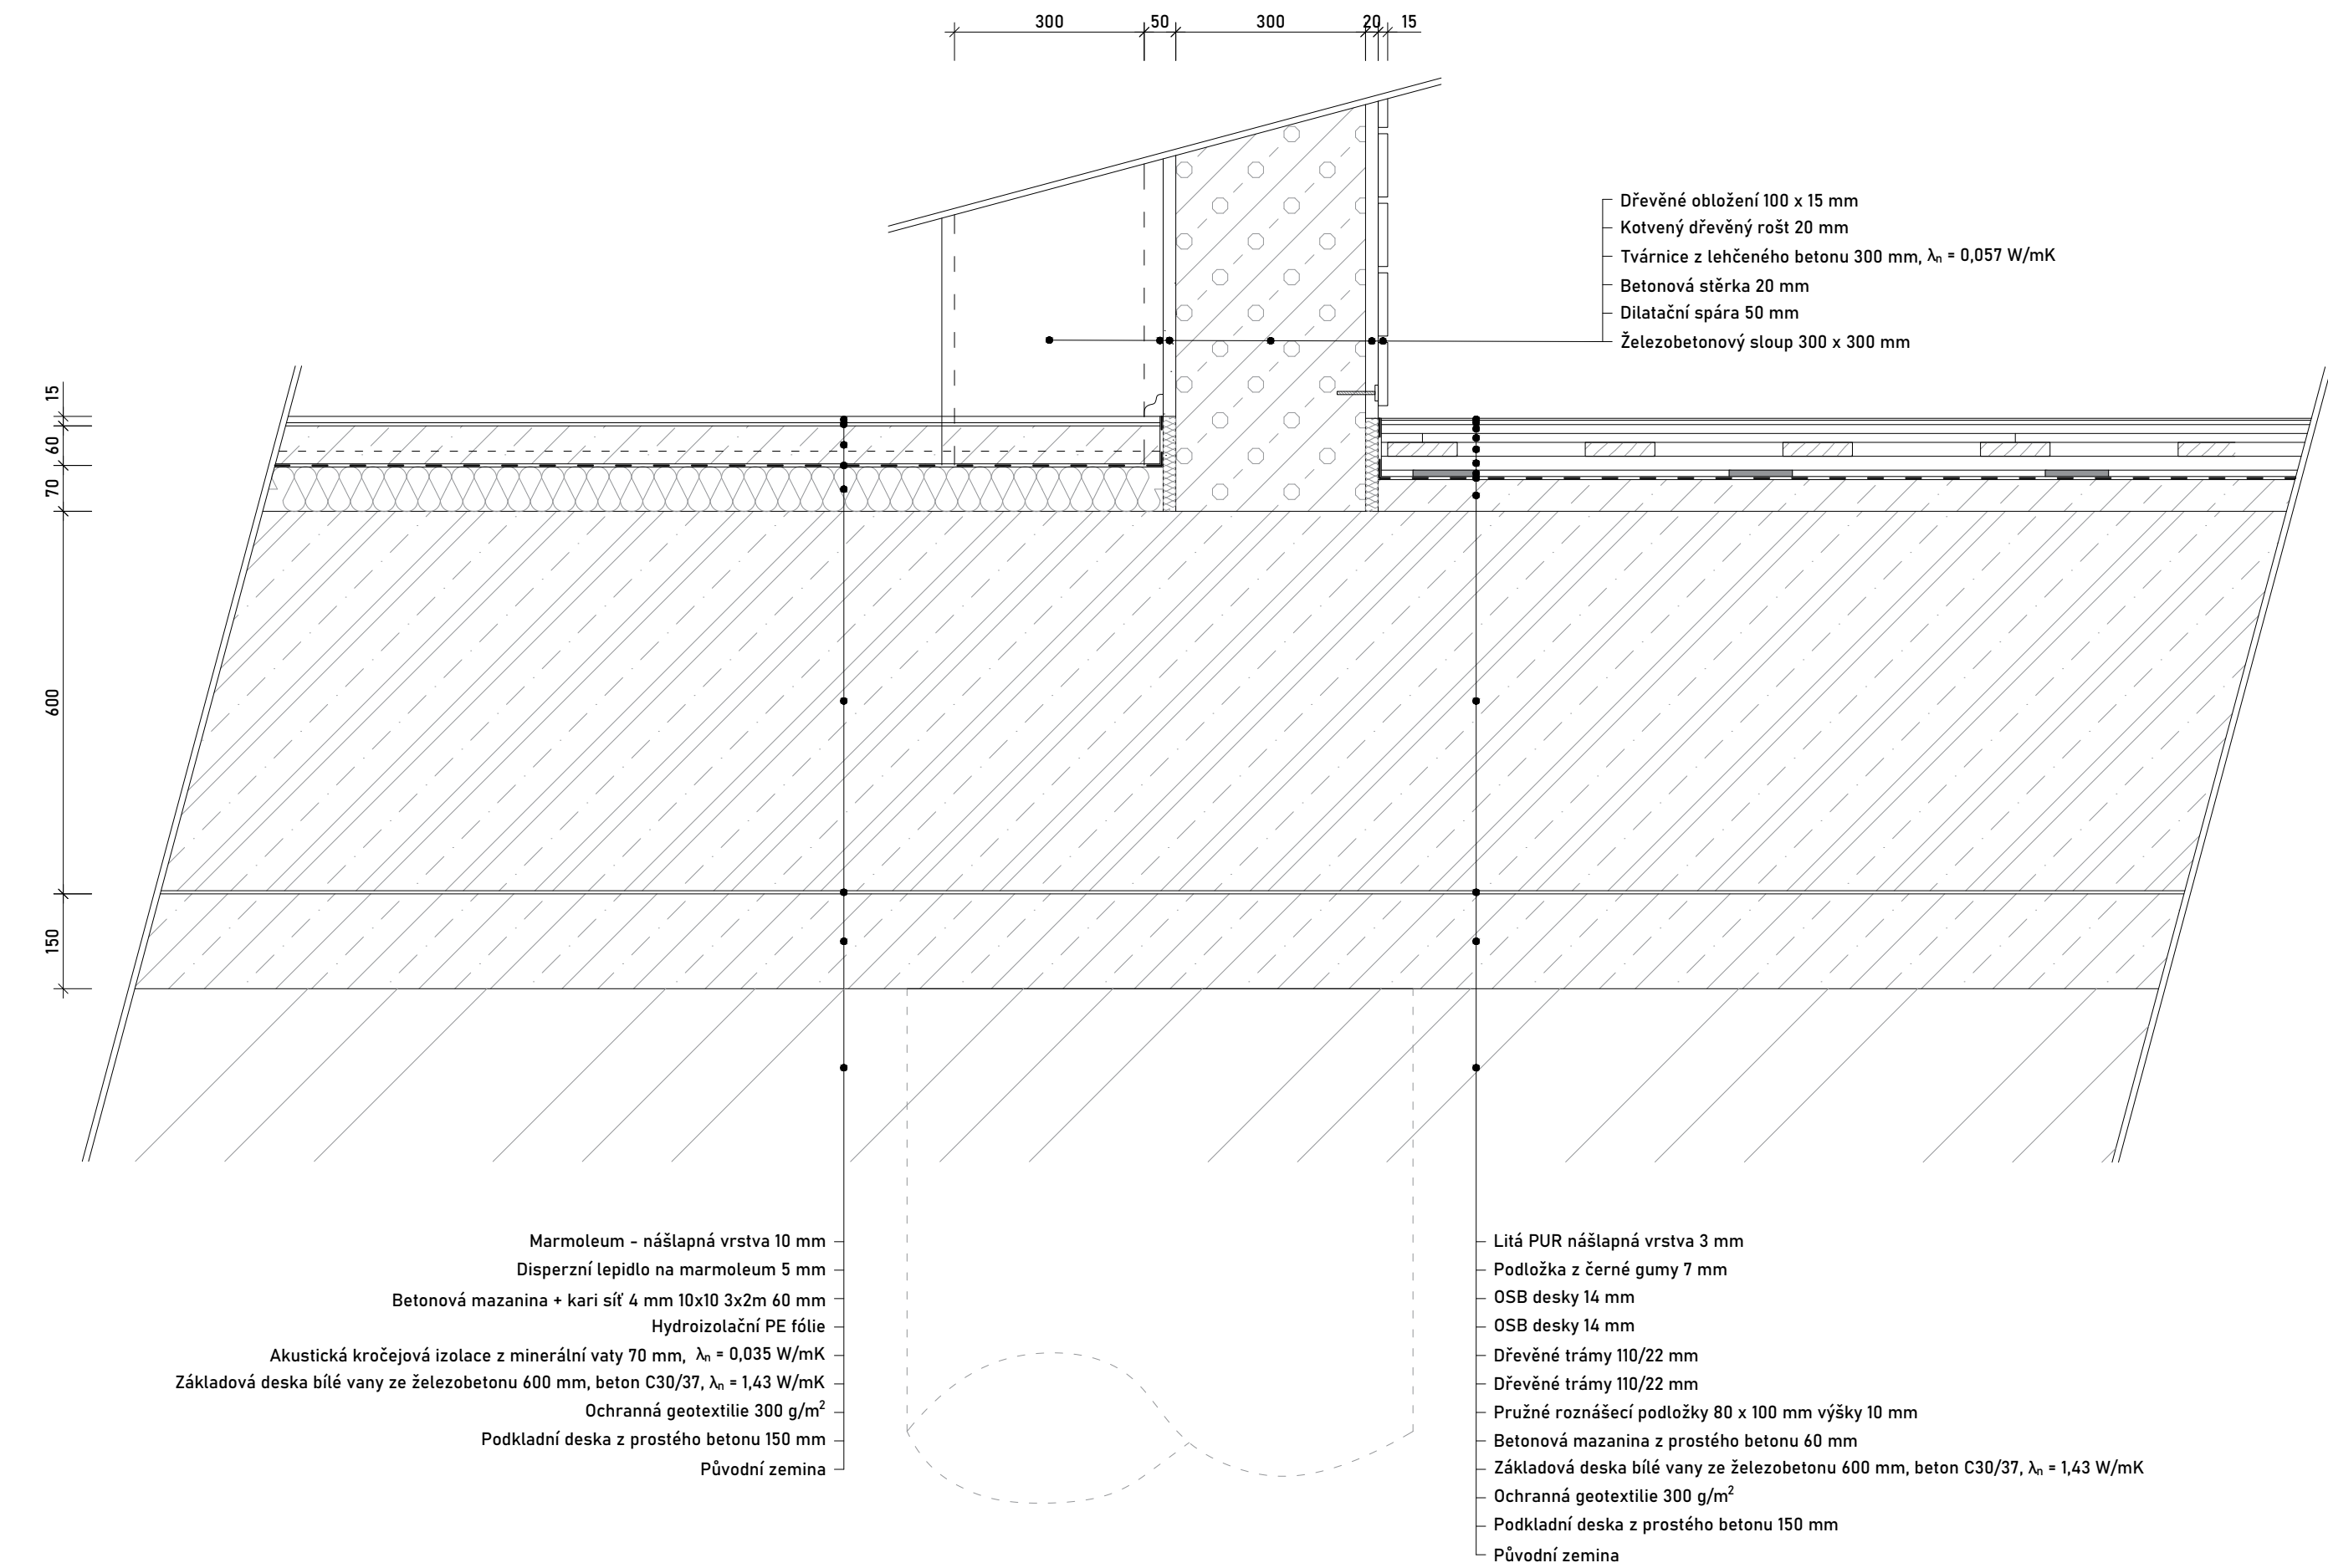 300 50 300 20 15
Dřevěné obložení 100 x 15 mm
Kotvený dřevěný rošt 20 mm
Tvárnice z lehčeného betonu 300 mm, λₙ = 0,057 W/mK
Betonová stěrka 20 mm
Dilatační spára 50 mm
Železobetonový sloup 300 x 300 mm
15
60
70
600
150
Marmoleum - nášlapná vrstva 10 mm
Disperzní lepidlo na marmoleum 5 mm
Betonová mazanina + kari síť 4 mm 10x10 3x2m 60 mm
Hydroizolační PE fólie
Akustická kročejová izolace z minerální vaty 70 mm, λₙ = 0,035 W/mK
Základová deska bílé vany ze železobetonu 600 mm, beton C30/37, λₙ = 1,43 W/mK
Ochranná geotextilie 300 g/m²
Podkladní deska z prostého betonu 150 mm
Původní zemina
Litá PUR nášlapná vrstva 3 mm
Podložka z černé gumy 7 mm
OSB desky 14 mm
OSB desky 14 mm
Dřevěné trámy 110/22 mm
Dřevěné trámy 110/22 mm
Pružné roznášecí podložky 80 x 100 mm výšky 10 mm
Betonová mazanina z prostého betonu 60 mm
Základová deska bílé vany ze železobetonu 600 mm, beton C30/37, λₙ = 1,43 W/mK
Ochranná geotextilie 300 g/m²
Podkladní deska z prostého betonu 150 mm
Původní zemina